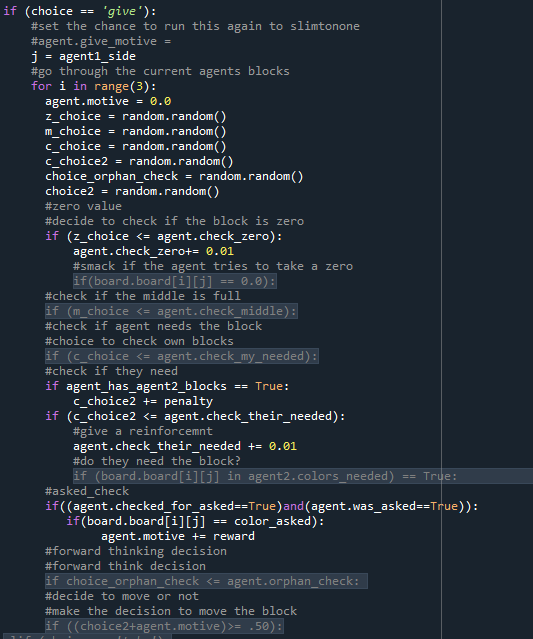 if (choice == 'give'):
#set the chance to run this again to slimtonone
#agent.give_motive =
j = agent1_side
#go through the current agents blocks
for i in range(3):
agent.motive = 0.0
z_choice = random.random()
m_choice = random.random()
c_choice = random.random()
c_choice2 = random.random()
choice_orphan_check = random.random()
choice2 = random.random()
#zero value
#decide to check if the block is zero
if (z_choice <= agent.check_zero):
agent.check_zero+= 0.01
#smack if the agent tries to take a zero
if(board.board[i][j] == 0.0):
#check if the middle is full
if (m_choice <= agent.check_middle):
#check if agent needs the block
#choice to check own blocks
if (c_choice <= agent.check_my_needed):
#check if they need
if agent_has_agent2_blocks == True:
c_choice2 += penalty
if (c_choice2 <= agent.check_their_needed):
#give a reinforcemnt
agent.check_their_needed += 0.01
#do they need the block?
if (board.board[i][j] in agent2.colors_needed) == True:
#asked_check
if((agent.checked_for_asked==True)and(agent.was_asked==True)):
if(board.board[i][j] == color_asked):
agent.motive += reward
#forward thinking decision
#forward think decision
if choice_orphan_check <= agent.orphan_check:
#decide to move or not
#make the decision to move the block
if ((choice2+agent.motive)>= .50):